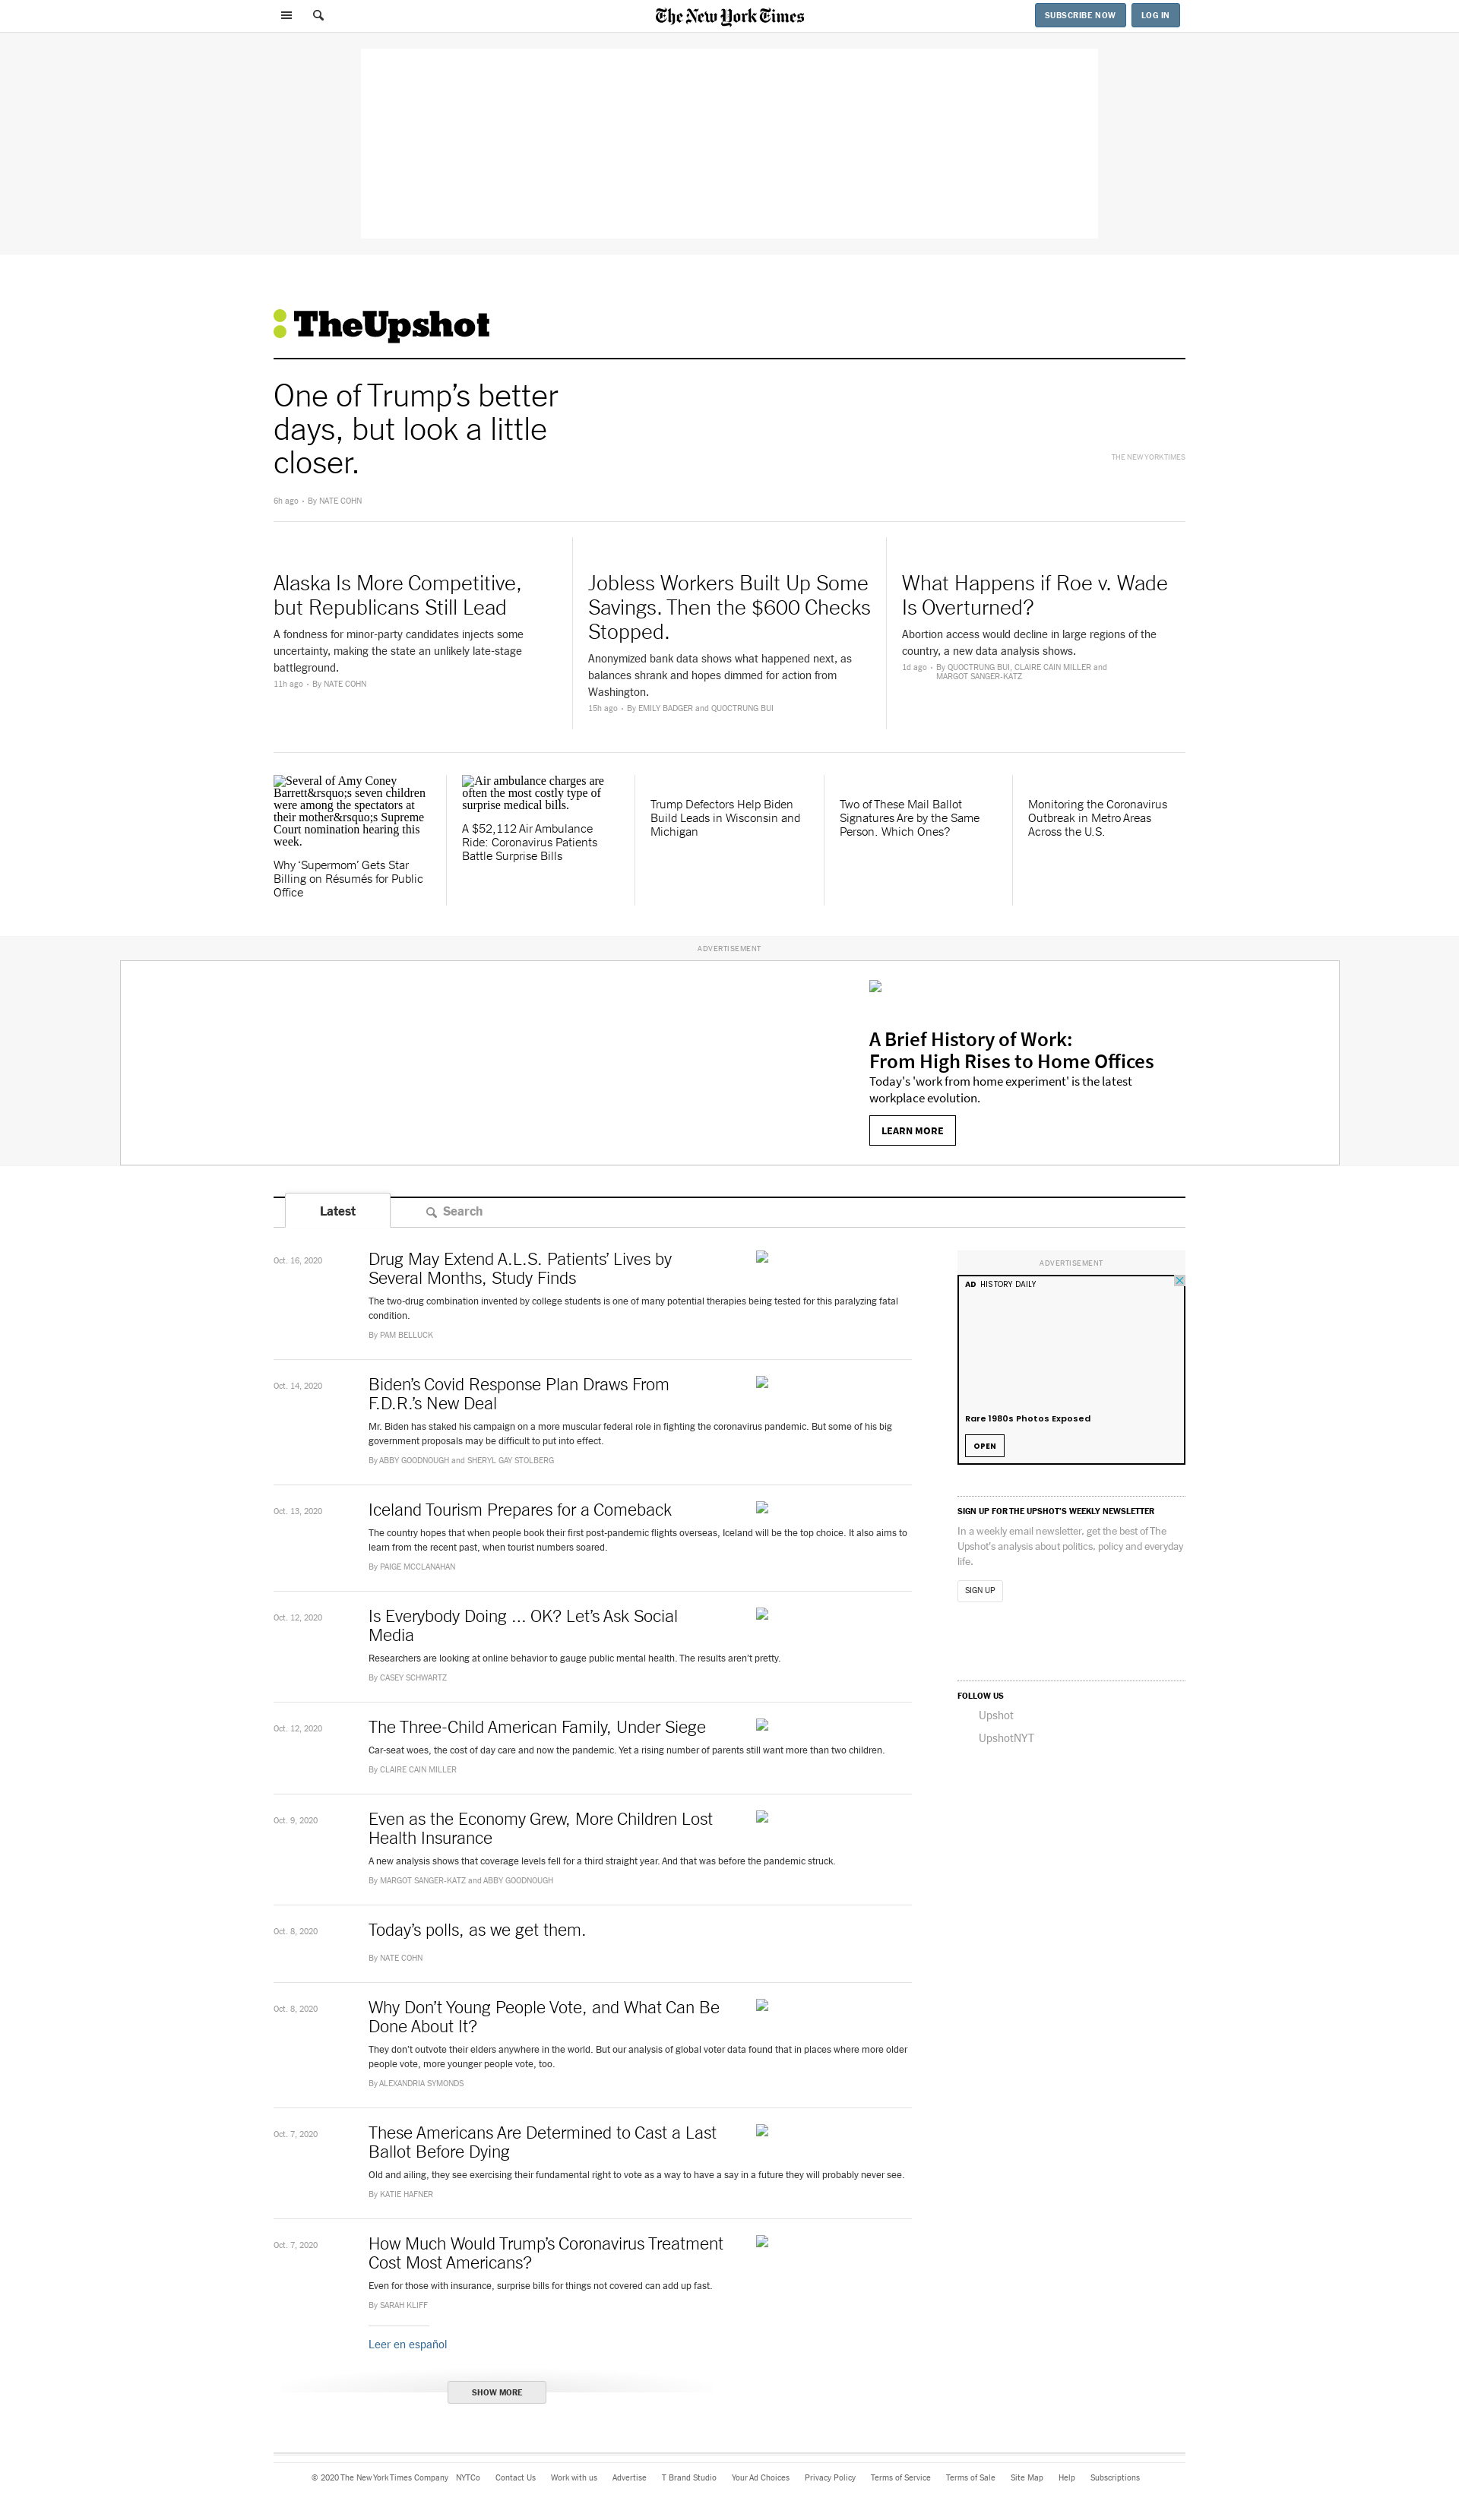 The New York Times
SUBSCRIBE NOW
LOG IN
TheUpshot
One of Trump’s better
days, but look a little
closer.
THE NEW YORK TIMES
6h ago • By NATE COHN
Alaska Is More Competitive,
but Republicans Still Lead
A fondness for minor-party candidates injects some
uncertainty, making the state an unlikely late-stage
battleground.
11h ago • By NATE COHN
Jobless Workers Built Up Some
Savings. Then the $600 Checks
Stopped.
Anonymized bank data shows what happened next, as
balances shrank and hopes dimmed for action from
Washington.
15h ago • By EMILY BADGER and QUOCTRUNG BUI
What Happens if Roe v. Wade
Is Overturned?
Abortion access would decline in large regions of the
country, a new data analysis shows.
1d ago • By QUOCTRUNG BUI, CLAIRE CAIN MILLER and
MARGOT SANGER-KATZ
Several of Amy Coney
Barrett&rsquo;s seven children
were among the spectators at
their mother&rsquo;s Supreme
Court nomination hearing this
week.
Why ‘Supermom’ Gets Star
Billing on Résumés for Public
Office
Air ambulance charges are
often the most costly type of
surprise medical bills.
A $52,112 Air Ambulance
Ride: Coronavirus Patients
Battle Surprise Bills
Trump Defectors Help Biden
Build Leads in Wisconsin and
Michigan
Two of These Mail Ballot
Signatures Are by the Same
Person. Which Ones?
Monitoring the Coronavirus
Outbreak in Metro Areas
Across the U.S.
ADVERTISEMENT
A Brief History of Work:
From High Rises to Home Offices
Today's 'work from home experiment' is the latest
workplace evolution.
LEARN MORE
Latest
Search
Oct. 16, 2020
Drug May Extend A.L.S. Patients’ Lives by
Several Months, Study Finds
The two-drug combination invented by college students is one of many potential therapies being tested for this paralyzing fatal
condition.
By PAM BELLUCK
Oct. 14, 2020
Biden’s Covid Response Plan Draws From
F.D.R.’s New Deal
Mr. Biden has staked his campaign on a more muscular federal role in fighting the coronavirus pandemic. But some of his big
government proposals may be difficult to put into effect.
By ABBY GOODNOUGH and SHERYL GAY STOLBERG
Oct. 13, 2020
Iceland Tourism Prepares for a Comeback
The country hopes that when people book their first post-pandemic flights overseas, Iceland will be the top choice. It also aims to
learn from the recent past, when tourist numbers soared.
By PAIGE MCCLANAHAN
Oct. 12, 2020
Is Everybody Doing ... OK? Let’s Ask Social
Media
Researchers are looking at online behavior to gauge public mental health. The results aren’t pretty.
By CASEY SCHWARTZ
Oct. 12, 2020
The Three-Child American Family, Under Siege
Car-seat woes, the cost of day care and now the pandemic. Yet a rising number of parents still want more than two children.
By CLAIRE CAIN MILLER
Oct. 9, 2020
Even as the Economy Grew, More Children Lost
Health Insurance
A new analysis shows that coverage levels fell for a third straight year. And that was before the pandemic struck.
By MARGOT SANGER-KATZ and ABBY GOODNOUGH
Oct. 8, 2020
Today’s polls, as we get them.
By NATE COHN
Oct. 8, 2020
Why Don’t Young People Vote, and What Can Be
Done About It?
They don’t outvote their elders anywhere in the world. But our analysis of global voter data found that in places where more older
people vote, more younger people vote, too.
By ALEXANDRIA SYMONDS
Oct. 7, 2020
These Americans Are Determined to Cast a Last
Ballot Before Dying
Old and ailing, they see exercising their fundamental right to vote as a way to have a say in a future they will probably never see.
By KATIE HAFNER
Oct. 7, 2020
How Much Would Trump’s Coronavirus Treatment
Cost Most Americans?
Even for those with insurance, surprise bills for things not covered can add up fast.
By SARAH KLIFF
Leer en español
SHOW MORE
ADVERTISEMENT
AD HISTORY DAILY
Rare 1980s Photos Exposed
OPEN
SIGN UP FOR THE UPSHOT’S WEEKLY NEWSLETTER
In a weekly email newsletter, get the best of The
Upshot’s analysis about politics, policy and everyday
life.
SIGN UP
FOLLOW US
Upshot
UpshotNYT
© 2020 The New York Times Company NYTCo Contact Us Work with us Advertise T Brand Studio Your Ad Choices Privacy Policy Terms of Service Terms of Sale Site Map Help Subscriptions